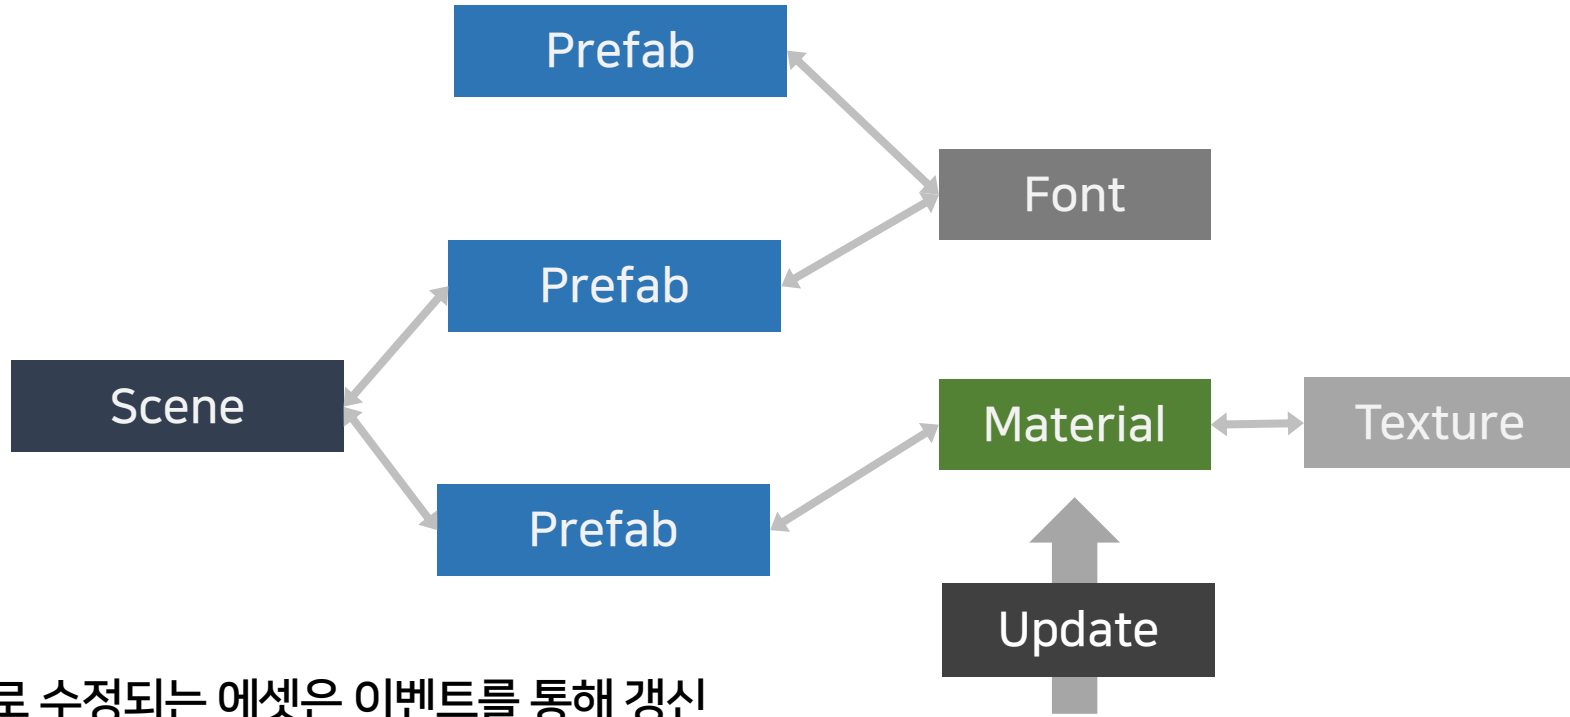 Prefab
Font
Prefab
Scene
Material
Texture
Prefab
Update
로 수정되는 에셋은 이벤트를 통해 갱신